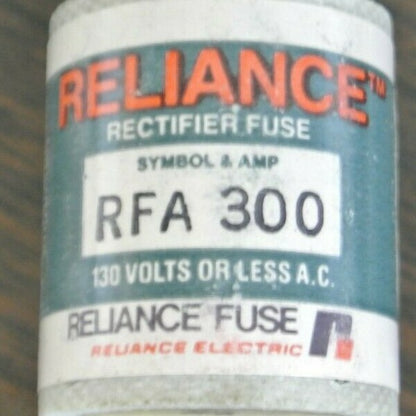 RELIANCE™
RECTIFIER FUSE
SYMBOL & AMP
RFA 300
130 VOLTS OR LESS A.C.
RELIANCE FUSE
RELIANCE ELECTRIC